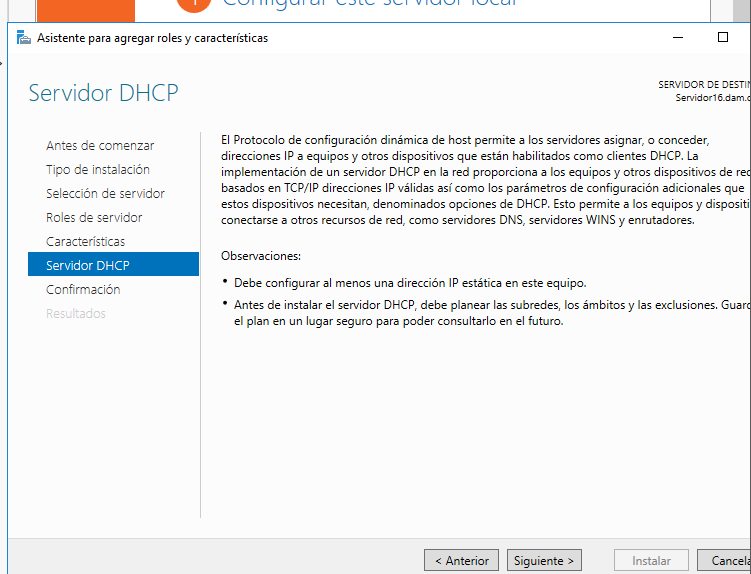 1 Configurar este servidor local
Asistente para agregar roles y características
Servidor DHCP
SERVIDOR DE DESTIN
Servidor16.dam.
Antes de comenzar
Tipo de instalación
Selección de servidor
Roles de servidor
Características
Servidor DHCP
Confirmación
Resultados
El Protocolo de configuración dinámica de host permite a los servidores asignar, o conceder,
direcciones IP a equipos y otros dispositivos que están habilitados como clientes DHCP. La
implementación de un servidor DHCP en la red proporciona a los equipos y otros dispositivos de red
basados en TCP/IP direcciones IP válidas así como los parámetros de configuración adicionales que
estos dispositivos necesitan, denominados opciones de DHCP. Esto permite a los equipos y dispositi
conectarse a otros recursos de red, como servidores DNS, servidores WINS y enrutadores.
Observaciones:
• Debe configurar al menos una dirección IP estática en este equipo.
• Antes de instalar el servidor DHCP, debe planear las subredes, los ámbitos y las exclusiones. Guard
el plan en un lugar seguro para poder consultarlo en el futuro.
< Anterior
Siguiente >
Instalar
Cancela